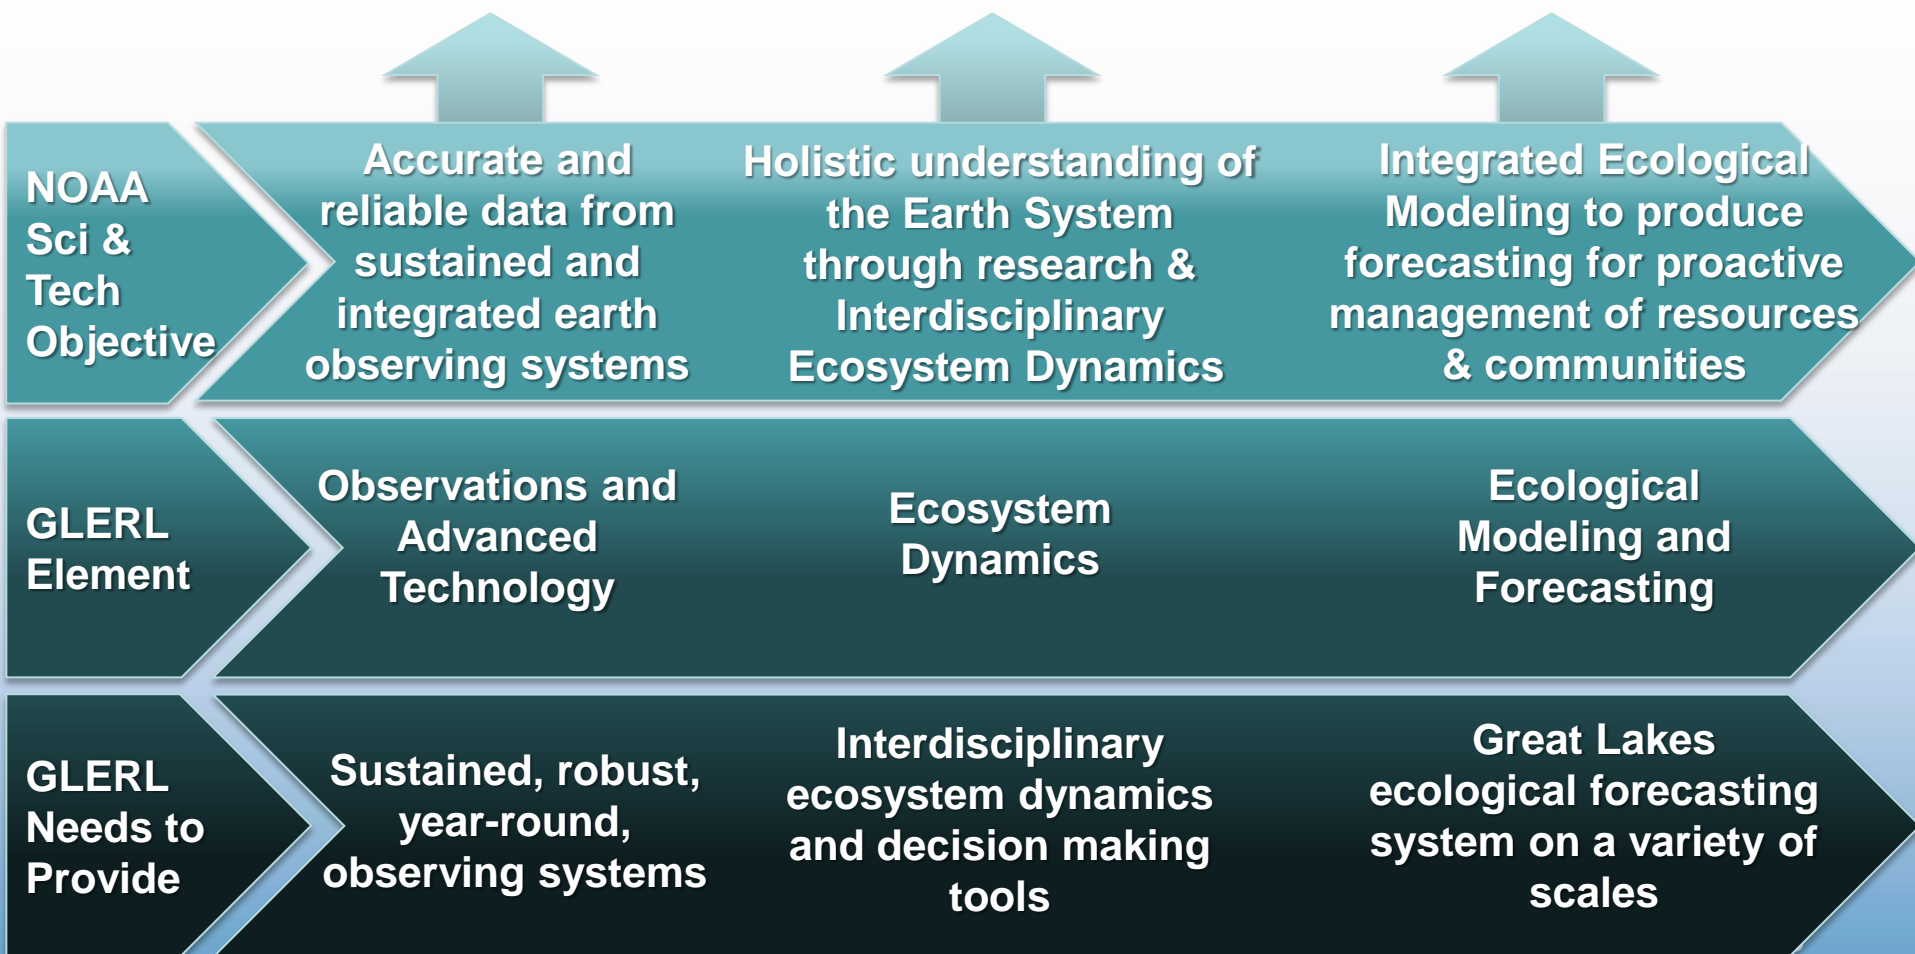 NOAA
Sci &
Tech
Objective
Accurate and
reliable data from
sustained and
integrated earth
observing systems
Holistic understanding of
the Earth System
through research &
Interdisciplinary
Ecosystem Dynamics
Integrated Ecological
Modeling to produce
forecasting for proactive
management of resources
& communities
GLERL
Element
Observations and
Advanced
Technology
Ecosystem
Dynamics
Ecological
Modeling and
Forecasting
GLERL
Needs to
Provide
Sustained, robust,
year-round,
observing systems
Interdisciplinary
ecosystem dynamics
and decision making
tools
Great Lakes
ecological forecasting
system on a variety of
scales